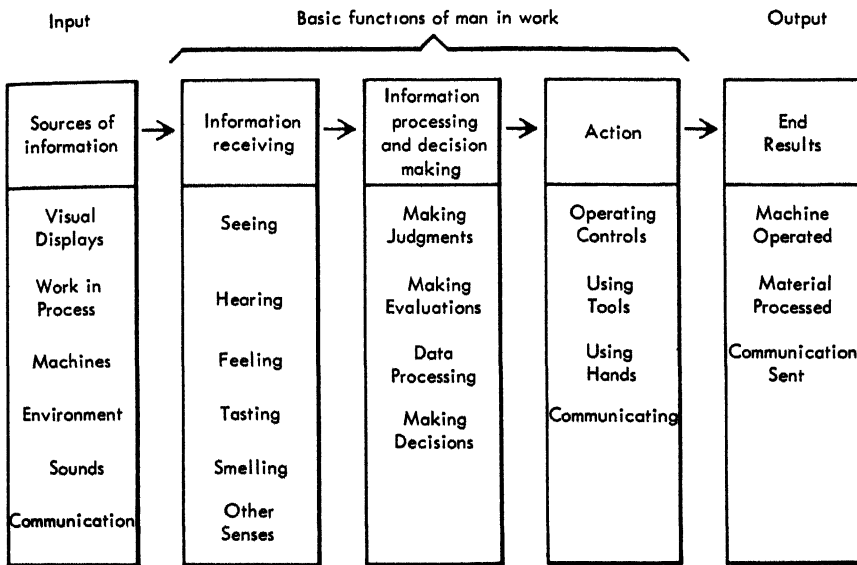 Input
Basic functions of man in work
Output
Sources of
information
Information
receiving
Information
processing
and decision
making
Action
End
Results
Visual
Displays
Work in
Process
Machines
Environment
Sounds
Communication
Seeing
Hearing
Feeling
Tasting
Smelling
Other
Senses
Making
Judgments
Making
Evaluations
Data
Processing
Making
Decisions
Operating
Controls
Using
Tools
Using
Hands
Communicating
Machine
Operated
Material
Processed
Communication
Sent